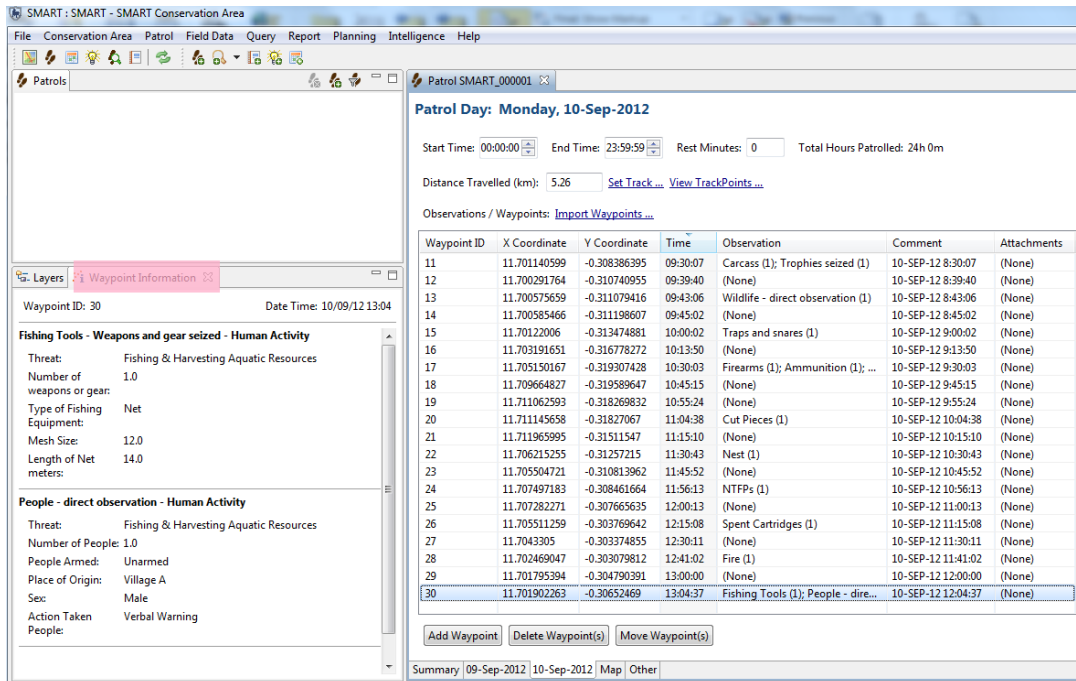 SMART : SMART - SMART Conservation Area
File Conservation Area Patrol Field Data Query Report Planning Intelligence Help
Patrols
Patrol SMART_000001
Patrol Day: Monday, 10-Sep-2012
Start Time: 00:00:00 End Time: 23:59:59 Rest Minutes: 0 Total Hours Patrolled: 24h 0m
Distance Travelled (km): 5.26 Set Track ... View TrackPoints ...
Observations / Waypoints: Import Waypoints ...
Waypoint ID X Coordinate Y Coordinate Time Observation Comment Attachments
11 11.701140599 -0.308386395 09:30:07 Carcass (1); Trophies seized (1) 10-SEP-12 8:30:07 (None)
12 11.700291764 -0.310740955 09:39:40 (None) 10-SEP-12 8:39:40 (None)
13 11.700575659 -0.311079416 09:43:06 Wildlife - direct observation (1) 10-SEP-12 8:43:06 (None)
14 11.700585466 -0.311198607 09:45:02 (None) 10-SEP-12 8:45:02 (None)
15 11.70122006 -0.313474881 10:00:02 Traps and snares (1) 10-SEP-12 9:00:02 (None)
16 11.703191651 -0.316778272 10:13:50 (None) 10-SEP-12 9:13:50 (None)
17 11.705150167 -0.319307428 10:30:03 Firearms (1); Ammunition (1); ... 10-SEP-12 9:30:03 (None)
18 11.709664827 -0.319589647 10:45:15 (None) 10-SEP-12 9:45:15 (None)
19 11.711062593 -0.318269832 10:55:24 (None) 10-SEP-12 9:55:24 (None)
20 11.711145658 -0.31827067 11:04:38 Cut Pieces (1) 10-SEP-12 10:04:38 (None)
21 11.711965995 -0.31511547 11:15:10 (None) 10-SEP-12 10:15:10 (None)
22 11.706215255 -0.31257215 11:30:43 Nest (1) 10-SEP-12 10:30:43 (None)
23 11.705504721 -0.310813962 11:45:52 (None) 10-SEP-12 10:45:52 (None)
24 11.707497183 -0.308461664 11:56:13 NTFPs (1) 10-SEP-12 10:56:13 (None)
25 11.707282271 -0.307665635 12:00:13 (None) 10-SEP-12 11:00:13 (None)
26 11.705511259 -0.303769642 12:15:08 Spent Cartridges (1) 10-SEP-12 11:15:08 (None)
27 11.7043305 -0.303374855 12:30:11 (None) 10-SEP-12 11:30:11 (None)
28 11.702469047 -0.303079812 12:41:02 Fire (1) 10-SEP-12 11:41:02 (None)
29 11.701795394 -0.304790391 13:00:00 (None) 10-SEP-12 12:00:00 (None)
30 11.701902263 -0.30652469 13:04:37 Fishing Tools (1); People - dire... 10-SEP-12 12:04:37 (None)
Add Waypoint Delete Waypoint(s) Move Waypoint(s)
Summary 09-Sep-2012 10-Sep-2012 Map Other
Layers Waypoint Information
Waypoint ID: 30 Date Time: 10/09/12 13:04
Fishing Tools - Weapons and gear seized - Human Activity
Threat: Fishing & Harvesting Aquatic Resources
Number of 1.0
weapons or gear:
Type of Fishing Net
Equipment:
Mesh Size: 12.0
Length of Net 14.0
meters:
People - direct observation - Human Activity
Threat: Fishing & Harvesting Aquatic Resources
Number of People: 1.0
People Armed: Unarmed
Place of Origin: Village A
Sex: Male
Action Taken Verbal Warning
People: